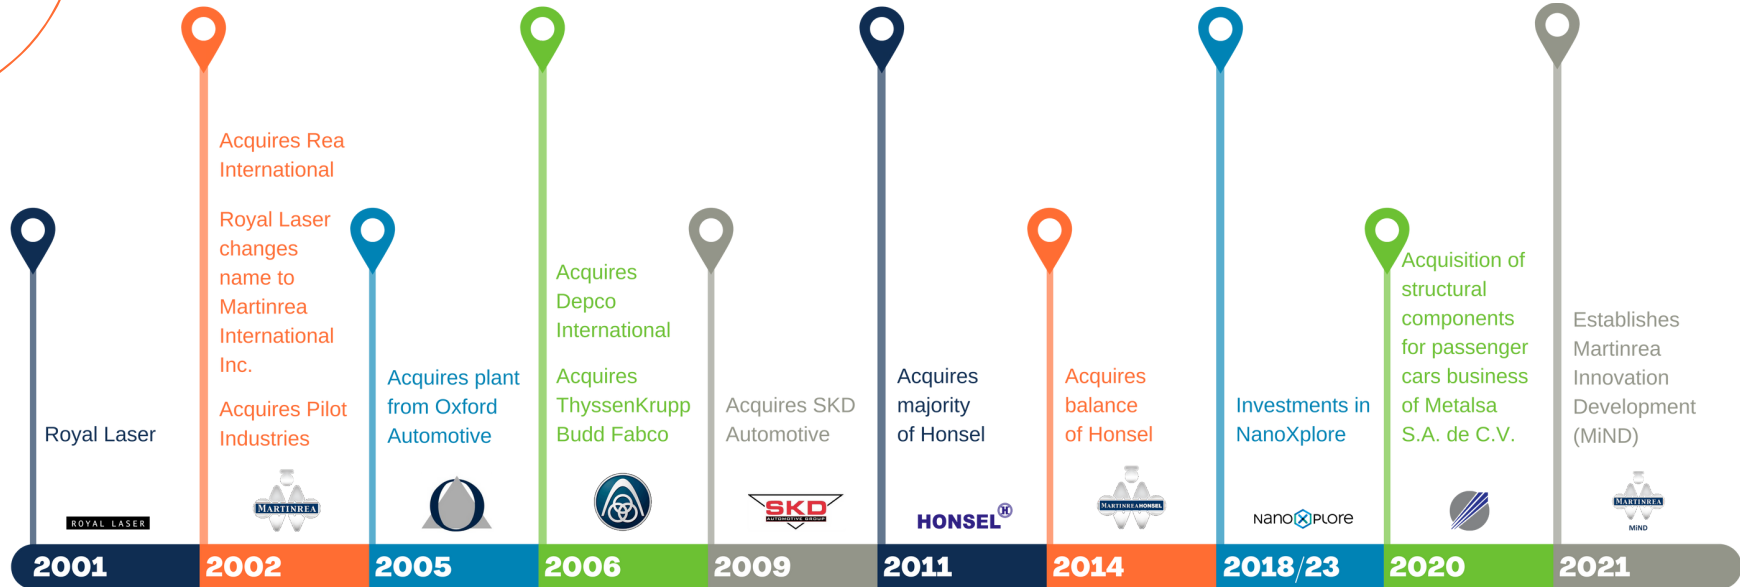 Royal Laser
ROYAL LASER
2001
Acquires Rea
International
Royal Laser
changes
name to
Martinrea
International
Inc.
Acquires Pilot
Industries
MARTINREA
2002
Acquires plant
from Oxford
Automotive
2005
Acquires
Depco
International
Acquires
ThyssenKrupp
Budd Fabco
2006
Acquires SKD
Automotive
SKD
AUTOMOTIVE GROUP
2009
Acquires
majority
of Honsel
HONSEL H
2011
Acquires
balance
of Honsel
MARTINREAHONSEL
2014
Investments in
NanoXplore
NanoXplore
2018/23
Acquisition of
structural
components
for passenger
cars business
of Metalsa
S.A. de C.V.
2020
Establishes
Martinrea
Innovation
Development
(MiND)
MARTINREA
MiND
2021